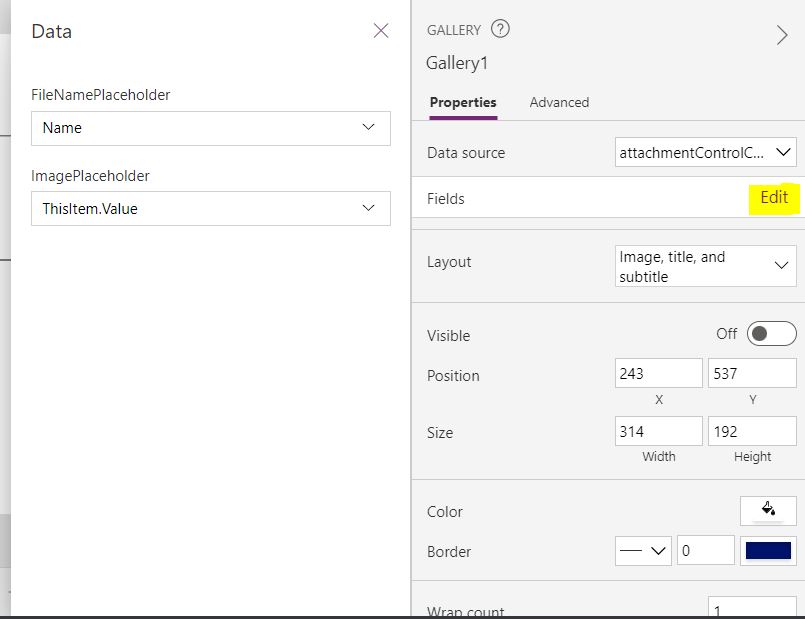 Data
FileNamePlaceholder
Name
ImagePlaceholder
ThisItem.Value
GALLERY ?
Gallery1
Properties Advanced
Data source attachmentControlC...
Fields Edit
Layout Image, title, and
subtitle
Visible Off
Position 243 537
X Y
Size 314 192
Width Height
Color
Border 0
Wrap count 1